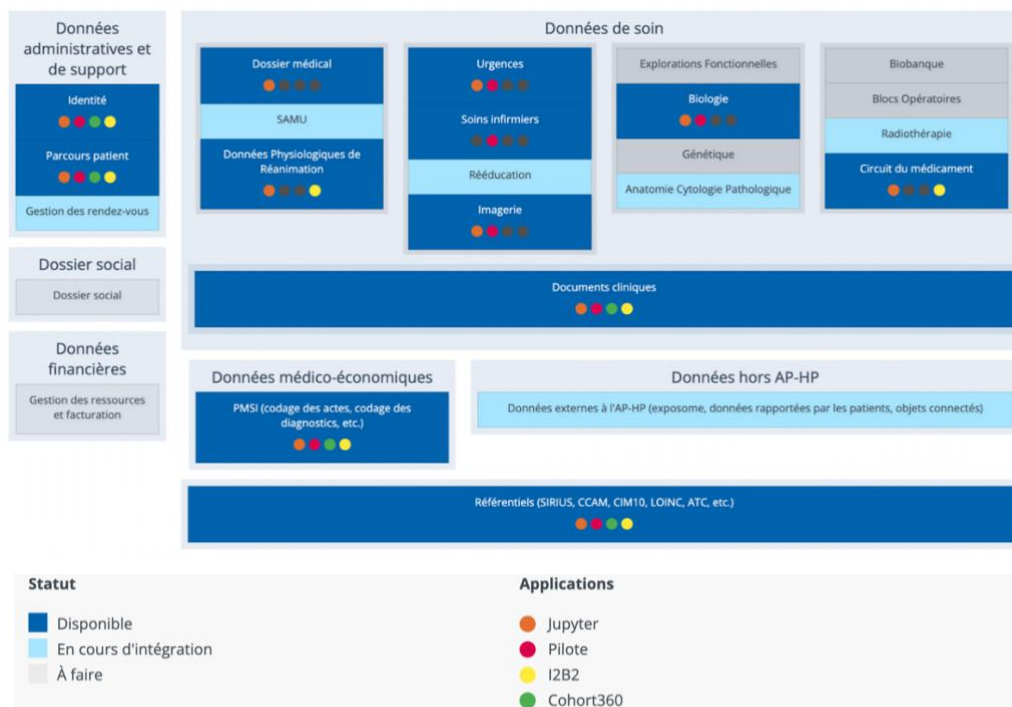 Données
administratives et
de support
Identité
Parcours patient
Gestion des rendez-vous
Dossier social
Dossier social
Données
financières
Gestion des ressources
et facturation
Données de soin
Dossier médical
SAMU
Données Physiologiques de
Réanimation
Urgences
Soins infirmiers
Rééducation
Imagerie
Explorations Fonctionnelles
Biologie
Génétique
Anatomie Cytologie Pathologique
Biobanque
Blocs Opératoires
Radiothérapie
Circuit du médicament
Documents cliniques
Données médico-économiques
PMSI (codage des actes, codage des
diagnostics, etc.)
Données hors AP-HP
Données externes à l'AP-HP (exposome, données rapportées par les patients, objets connectés)
Référentiels (SIRIUS, CCAM, CIM10, LOINC, ATC, etc.)
Statut
Disponible
En cours d'intégration
À faire
Applications
Jupyter
Pilote
I2B2
Cohort360